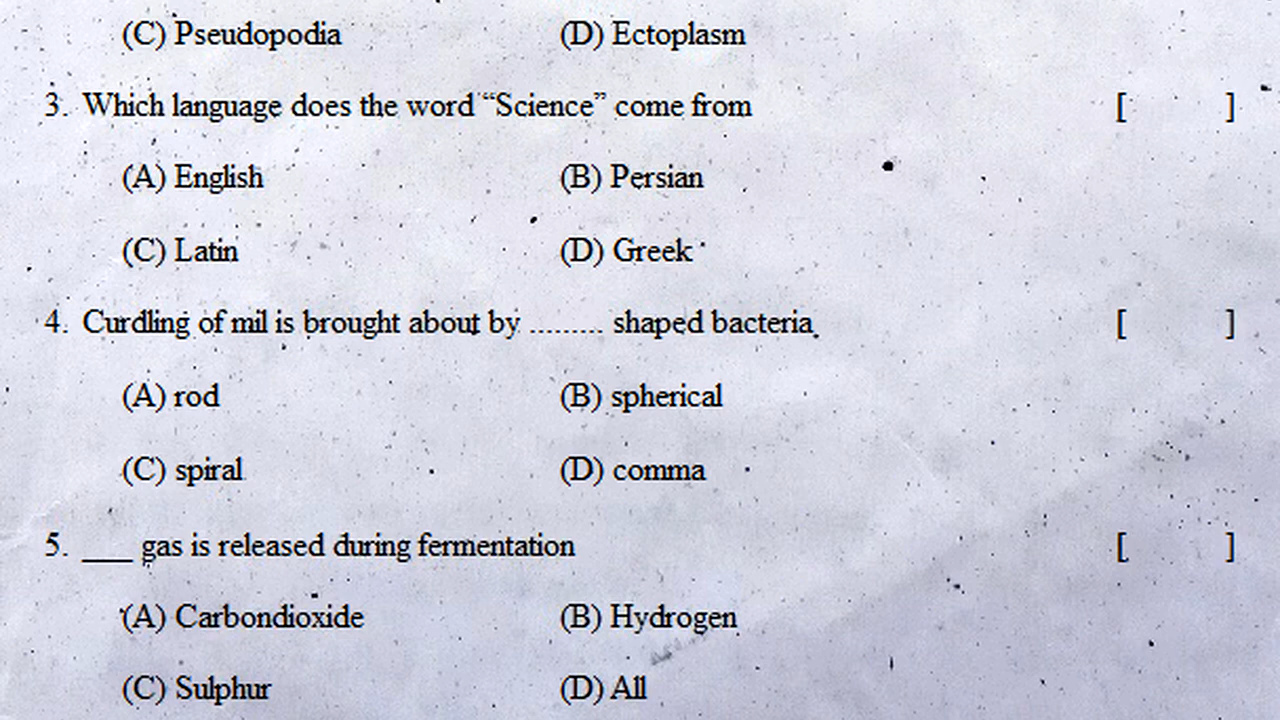 (C) Pseudopodia (D) Ectoplasm
3. Which language does the word “Science” come from [ ]
(A) English (B) Persian
(C) Latin (D) Greek
4. Curdling of mil is brought about by ......... shaped bacteria [ ]
(A) rod (B) spherical
(C) spiral (D) comma
5. ___ gas is released during fermentation [ ]
(A) Carbondioxide (B) Hydrogen
(C) Sulphur (D) All